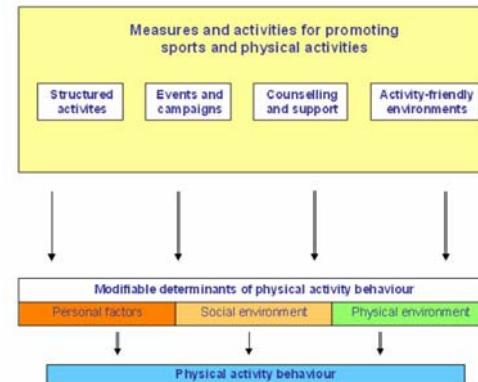 Measures and activities for promoting
sports and physical activities
Structured
activites
Events and
campaigns
Counselling
and support
Activity-friendly
environments
Modifiable determinants of physical activity behaviour
Personal factors
Social environment
Physical environment
Physical activity behaviour